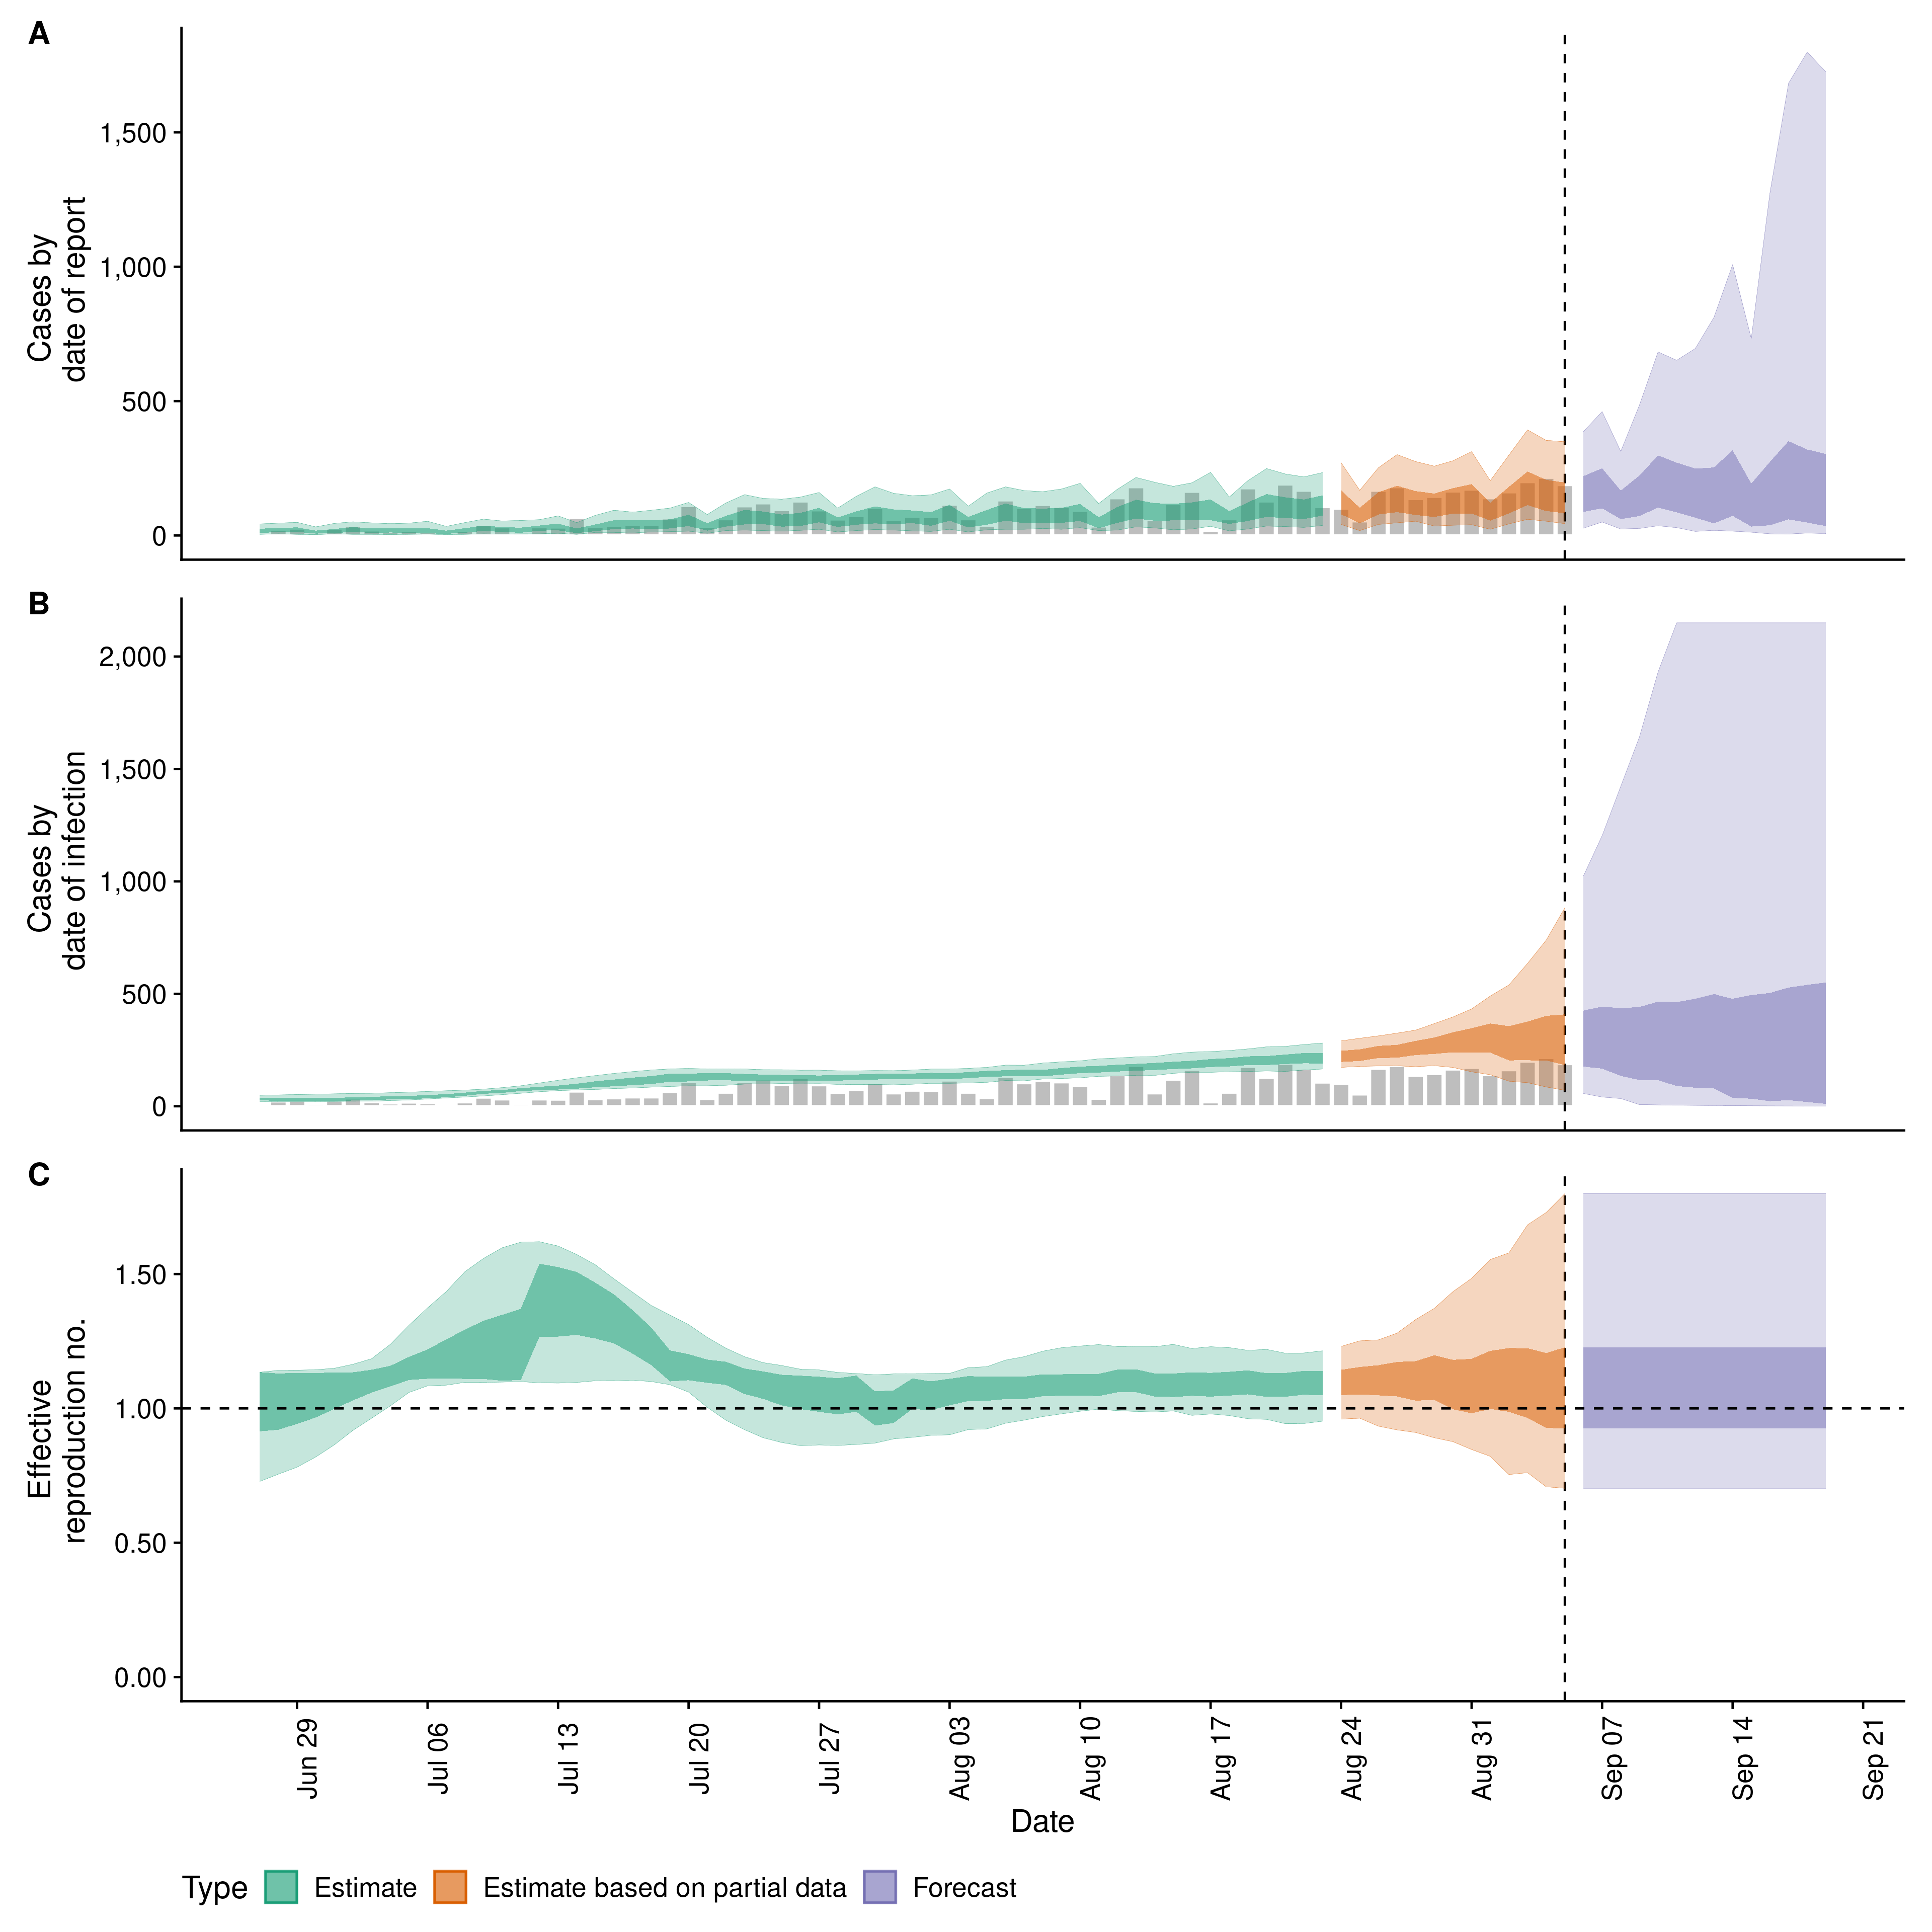 A
Cases by
date of report
1,500
1,000
500
0
B
Cases by
date of infection
2,000
1,500
1,000
500
0
C
Effective
reproduction no.
1.50
1.00
0.50
0.00
Jun 29
Jul 06
Jul 13
Jul 20
Jul 27
Aug 03
Aug 10
Aug 17
Aug 24
Aug 31
Sep 07
Sep 14
Sep 21
Date
Type Estimate Estimate based on partial data Forecast